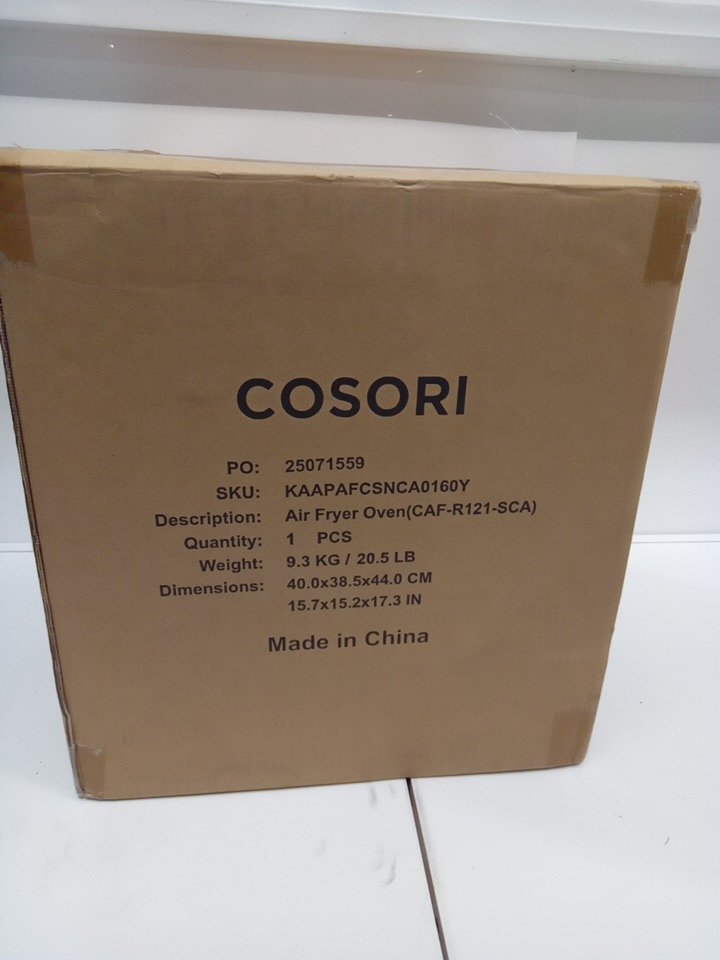 COSORI
PO: 25071559
SKU: KAAPAFCSNCA0160Y
Description: Air Fryer Oven(CAF-R121-SCA)
Quantity: 1 PCS
Weight: 9.3 KG / 20.5 LB
Dimensions: 40.0x38.5x44.0 CM
15.7x15.2x17.3 IN
Made in China